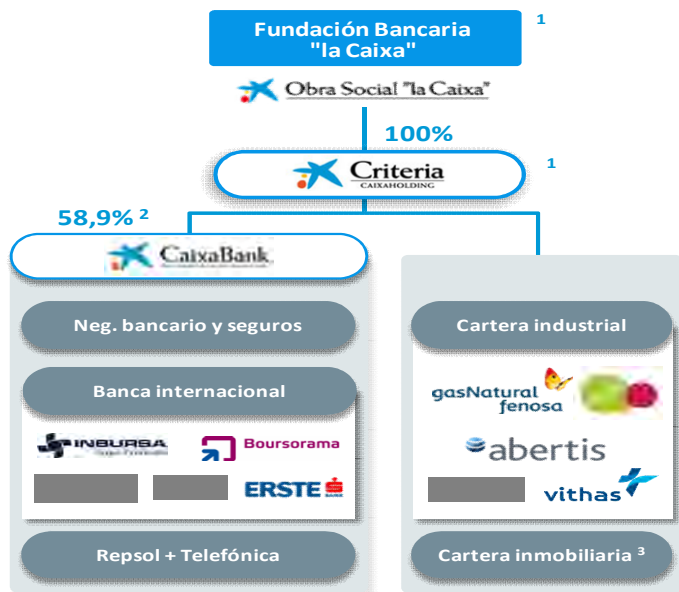 Fundación Bancaria
"la Caixa"
1
Obra Social "la Caixa"
100%
Criteria
CAIXAHOLDING
1
58,9% 2
CaixaBank
Neg. bancario y seguros
Cartera industrial
Banca internacional
gasNatural
fenosa
INBURSA
Boursorama
abertis
ERSTE
BANK
vithas
Repsol + Telefónica
Cartera inmobiliaria 3